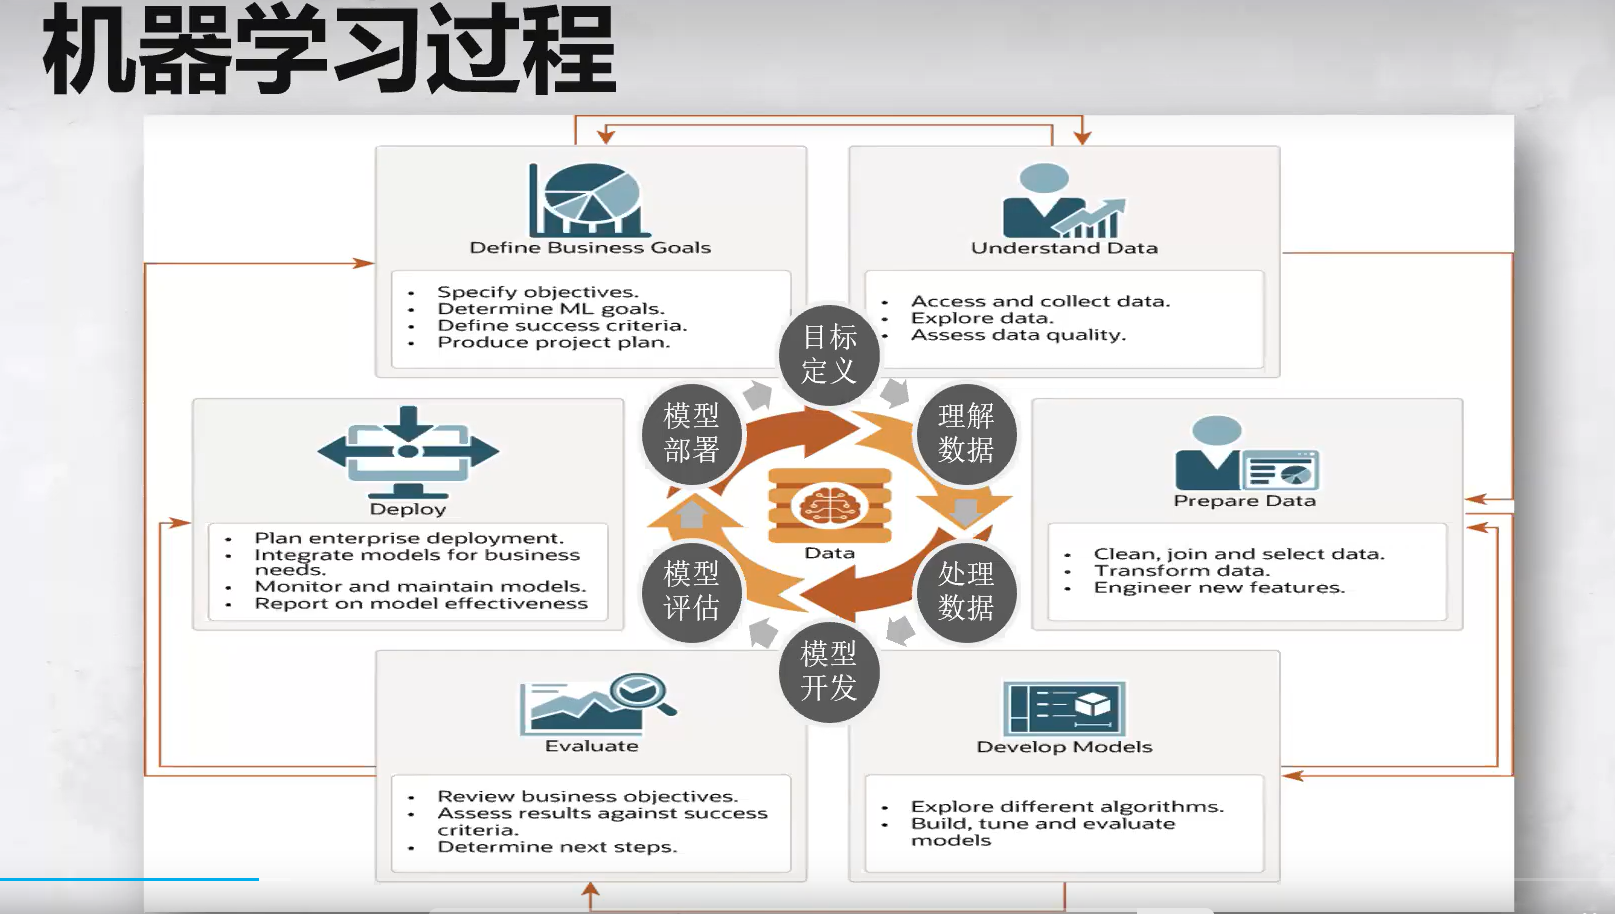 机器学习过程
Define Business Goals
Specify objectives.
Determine ML goals.
Define success criteria.
Produce project plan.
Understand Data
Access and collect data.
Explore data.
Assess data quality.
目标
定义
模型
部署
理解
数据
Deploy
Plan enterprise deployment.
Integrate models for business
needs.
Monitor and maintain models.
Report on model effectiveness
Data
Prepare Data
Clean, join and select data.
Transform data.
Engineer new features.
模型
评估
处理
数据
模型
开发
Evaluate
Review business objectives.
Assess results against success
criteria.
Determine next steps.
Develop Models
Explore different algorithms.
Build, tune and evaluate
models